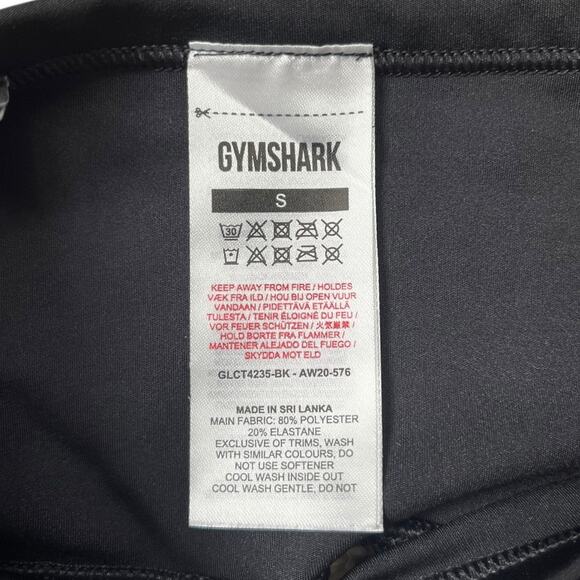 GYMSHARK
S
30
KEEP AWAY FROM FIRE / HOLDES
VÆK FRA ILD / HOU BIJ OPEN VUUR
VANDAAN / PIDETTÄVÄ ETÄÄLLÄ
TULESTA / TENIR ÉLOIGNÉ DU FEU /
VOR FEUER SCHÜTZEN / 火気厳禁 /
HOLD BORTE FRA FLAMMER /
MANTENER ALEJADO DEL FUEGO /
SKYDDA MOT ELD
GLCT4235-BK - AW20-576
MADE IN SRI LANKA
MAIN FABRIC: 80% POLYESTER
20% ELASTANE
EXCLUSIVE OF TRIMS, WASH
WITH SIMILAR COLOURS, DO
NOT USE SOFTENER
COOL WASH INSIDE OUT
COOL WASH GENTLE, DO NOT